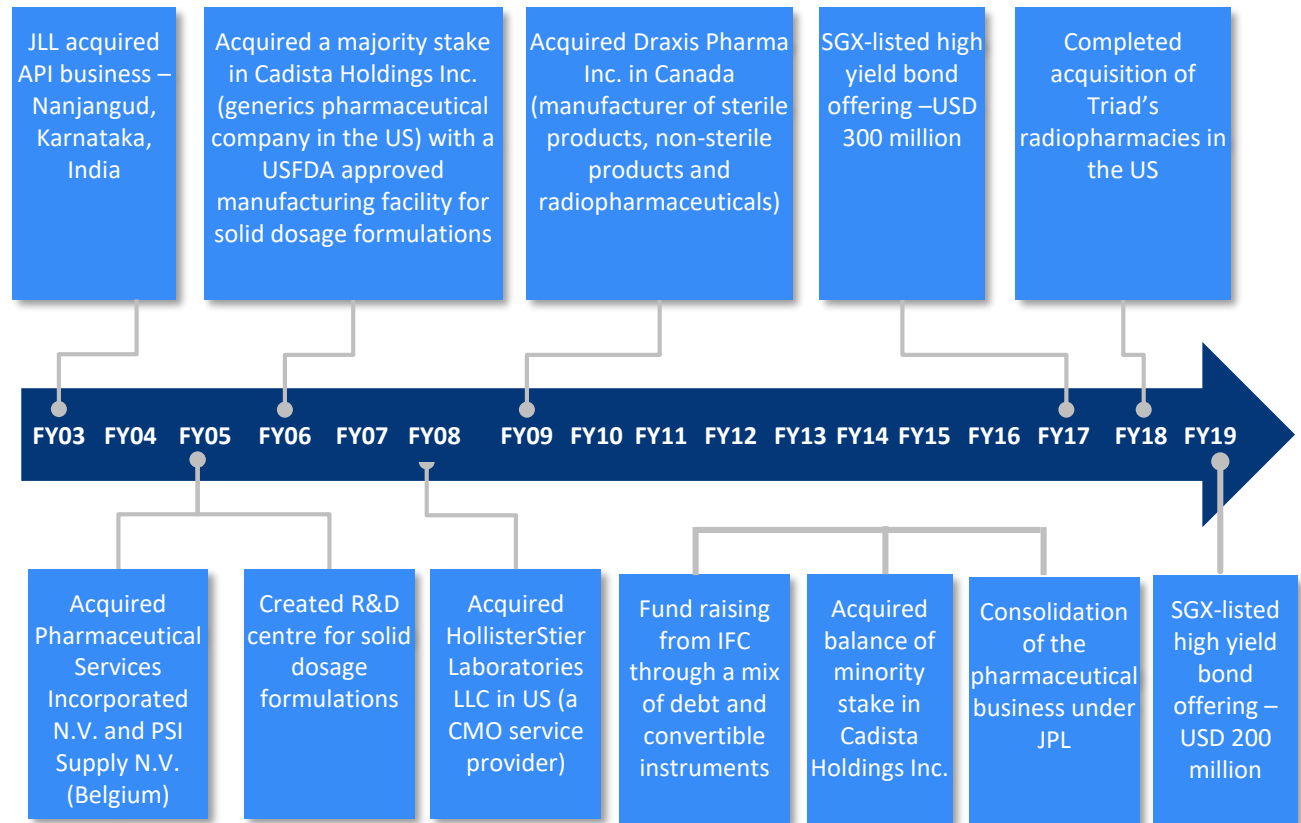 JLL acquired
API business –
Nanjangud,
Karnataka,
India
Acquired a majority stake
in Cadista Holdings Inc.
(generics pharmaceutical
company in the US) with a
USFDA approved
manufacturing facility for
solid dosage formulations
Acquired Draxis Pharma
Inc. in Canada
(manufacturer of sterile
products, non-sterile
products and
radiopharmaceuticals)
SGX-listed high
yield bond
offering –USD
300 million
Completed
acquisition of
Triad's
radiopharmacies in
the US
FY03 FY04 FY05 FY06 FY07 FY08 FY09 FY10 FY11 FY12 FY13 FY14 FY15 FY16 FY17 FY18 FY19
Acquired
Pharmaceutical
Services
Incorporated
N.V. and PSI
Supply N.V.
(Belgium)
Created R&D
centre for solid
dosage
formulations
Acquired
HollisterStier
Laboratories
LLC in US (a
CMO service
provider)
Fund raising
from IFC
through a mix
of debt and
convertible
instruments
Acquired
balance of
minority
stake in
Cadista
Holdings Inc.
Consolidation
of the
pharmaceutical
business under
JPL
SGX-listed
high yield
bond
offering –
USD 200
million